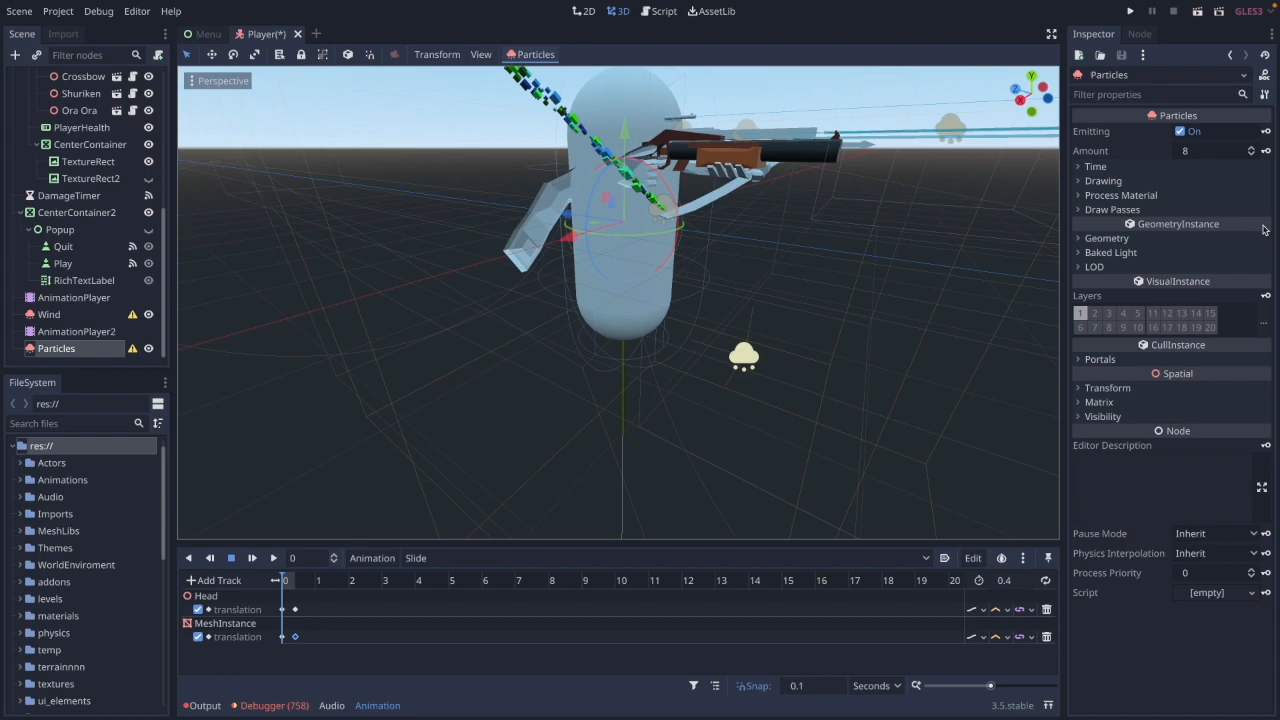 Scene Project Debug Editor Help
2D 3D Script AssetLib
GLES3
Scene Import
Menu Player(*)
Inspector Node
Filter nodes
Transform View Particles
Perspective
Crossbow
Shuriken
Ora Ora
PlayerHealth
CenterContainer
TextureRect
TextureRect2
DamageTimer
CenterContainer2
Popup
Quit
Play
RichTextLabel
AnimationPlayer
Wind
AnimationPlayer2
Particles
FileSystem
res://
Search files
res://
Actors
Animations
Audio
Imports
MeshLibs
Themes
WorldEnviroment
addons
levels
materials
physics
temp
terrainnn
textures
ui_elements
Y
Z
X
0 Animation Slide Edit
Add Track 0 1 2 3 4 5 6 7 8 9 10 11 12 13 14 15 16 17 18 19 20 0.4
Head
translation
MeshInstance
translation
Snap: 0.1 Seconds
Output Debugger (758) Audio Animation 3.5.stable
Particles
Filter properties
Particles
Emitting On
Amount 8
Time
Drawing
Process Material
Draw Passes
GeometryInstance
Geometry
Baked Light
LOD
VisualInstance
Layers
1 2 3 4 5 11 12 13 14 15
6 7 8 9 10 16 17 18 19 20
...
CullInstance
Portals
Spatial
Transform
Matrix
Visibility
Node
Editor Description
Pause Mode Inherit
Physics Interpolation Inherit
Process Priority 0
Script [empty]